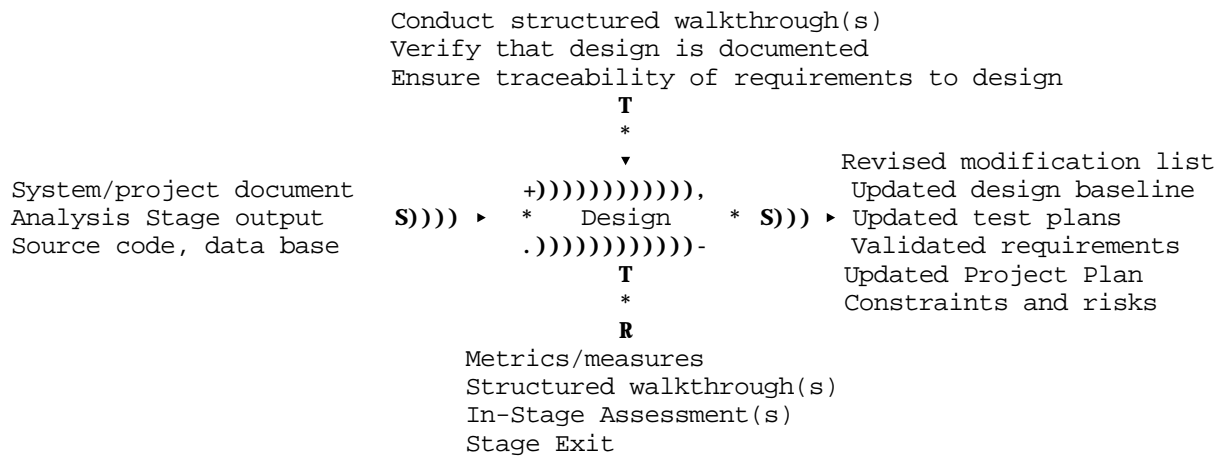 Conduct structured walkthrough(s)
Verify that design is documented
Ensure traceability of requirements to design
T
*
▼
Revised modification list
System/project document +)))))))))))), Updated design baseline
Analysis Stage output S)))) ► * Design * S))) ► Updated test plans
Source code, data base .))))))))))))- Validated requirements
T Updated Project Plan
* Constraints and risks
R
Metrics/measures
Structured walkthrough(s)
In-Stage Assessment(s)
Stage Exit